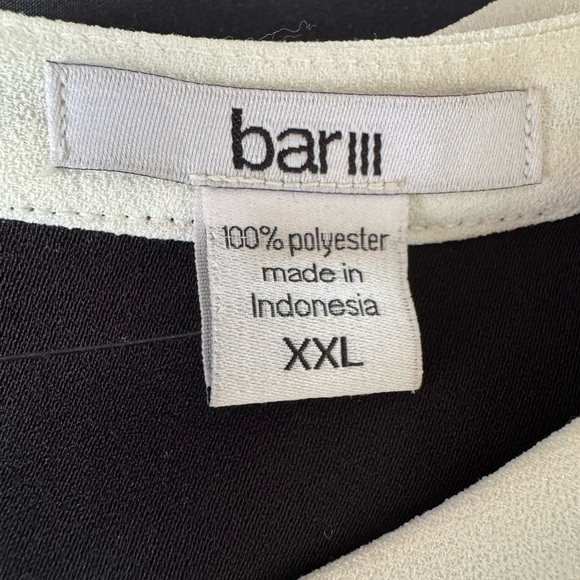 bar III
100% polyester
made in
Indonesia
XXL